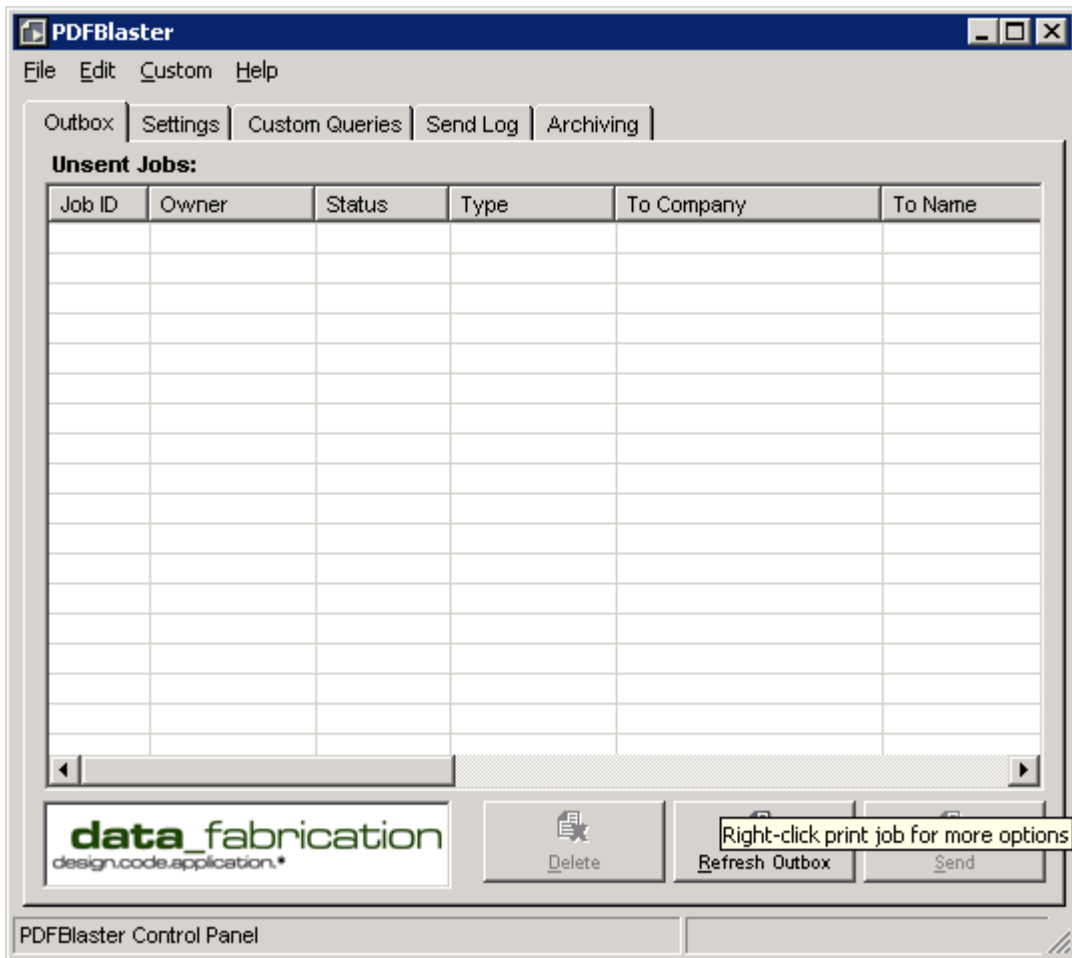 PDFBlaster
File Edit Custom Help
Outbox Settings Custom Queries Send Log Archiving
Unsent Jobs:
Job ID Owner Status Type To Company To Name
data_fabrication
design.code.application.*
Right-click print job for more options
Delete Refresh Outbox Send
PDFBlaster Control Panel